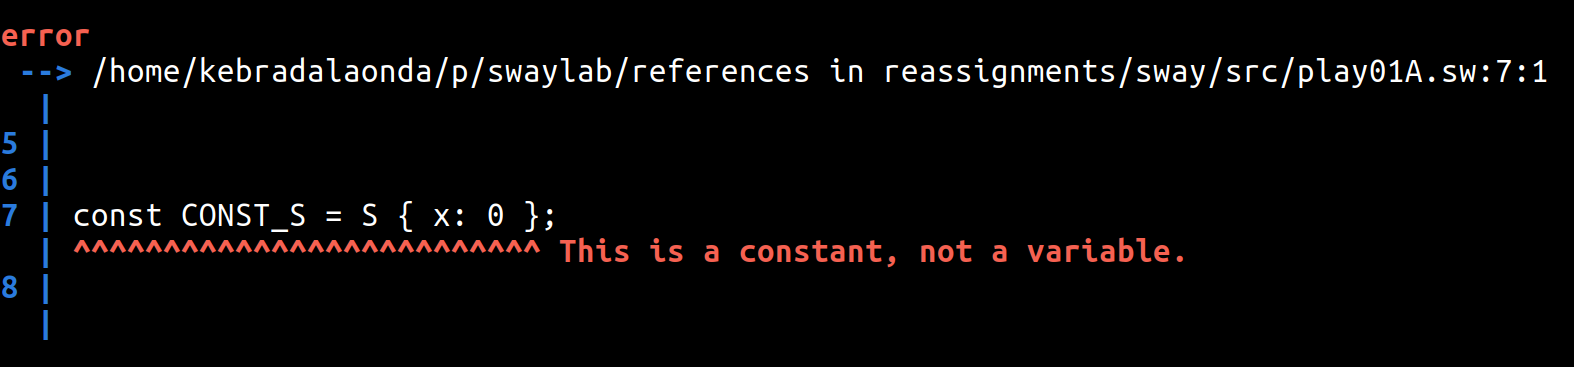 error
 --> /home/kebradalaonda/p/swaylab/references in reassignments/sway/src/play01A.sw:7:1
  |
5 |
6 |
7 | const CONST_S = S { x: 0 };
  | ^^^^^^^^^^^^^^^^^^^^^^^^^^ This is a constant, not a variable.
8 |
  |